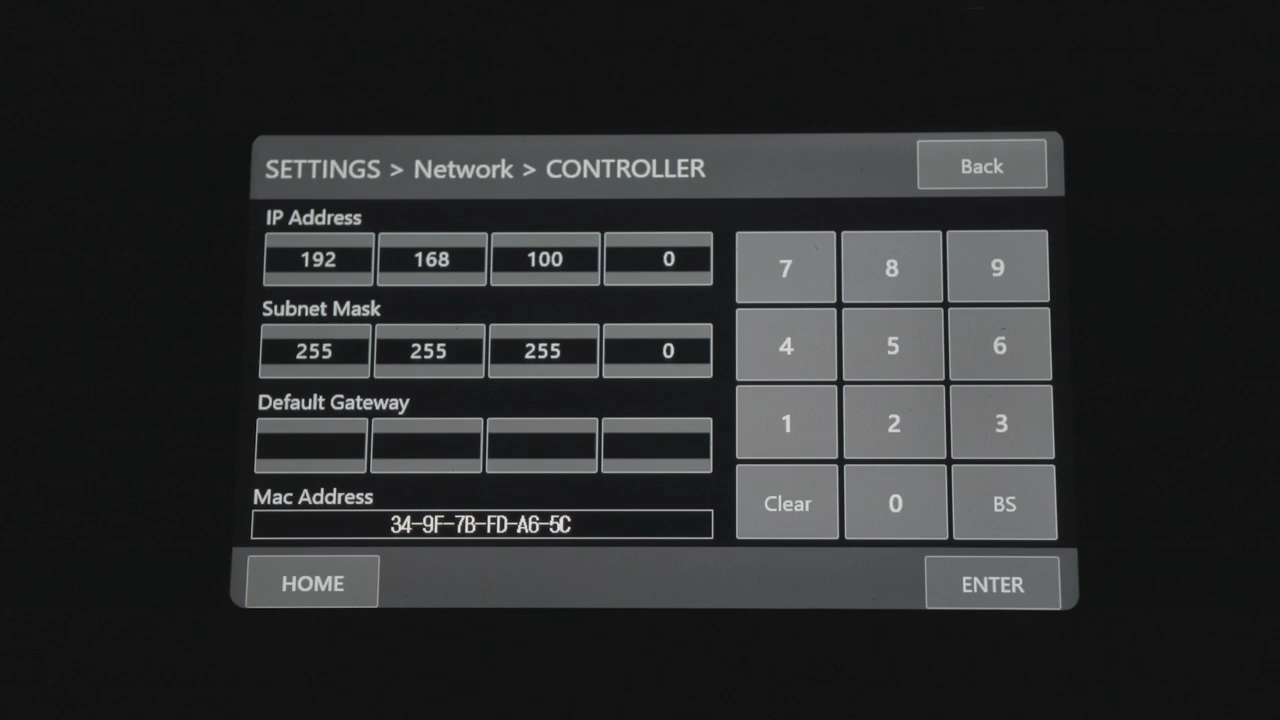 SETTINGS > Network > CONTROLLER
Back
IP Address
192 168 100 0
Subnet Mask
255 255 255 0
Default Gateway
Mac Address
34-9F-7B-FD-A6-5C
7 8 9
4 5 6
1 2 3
Clear 0 BS
HOME
ENTER